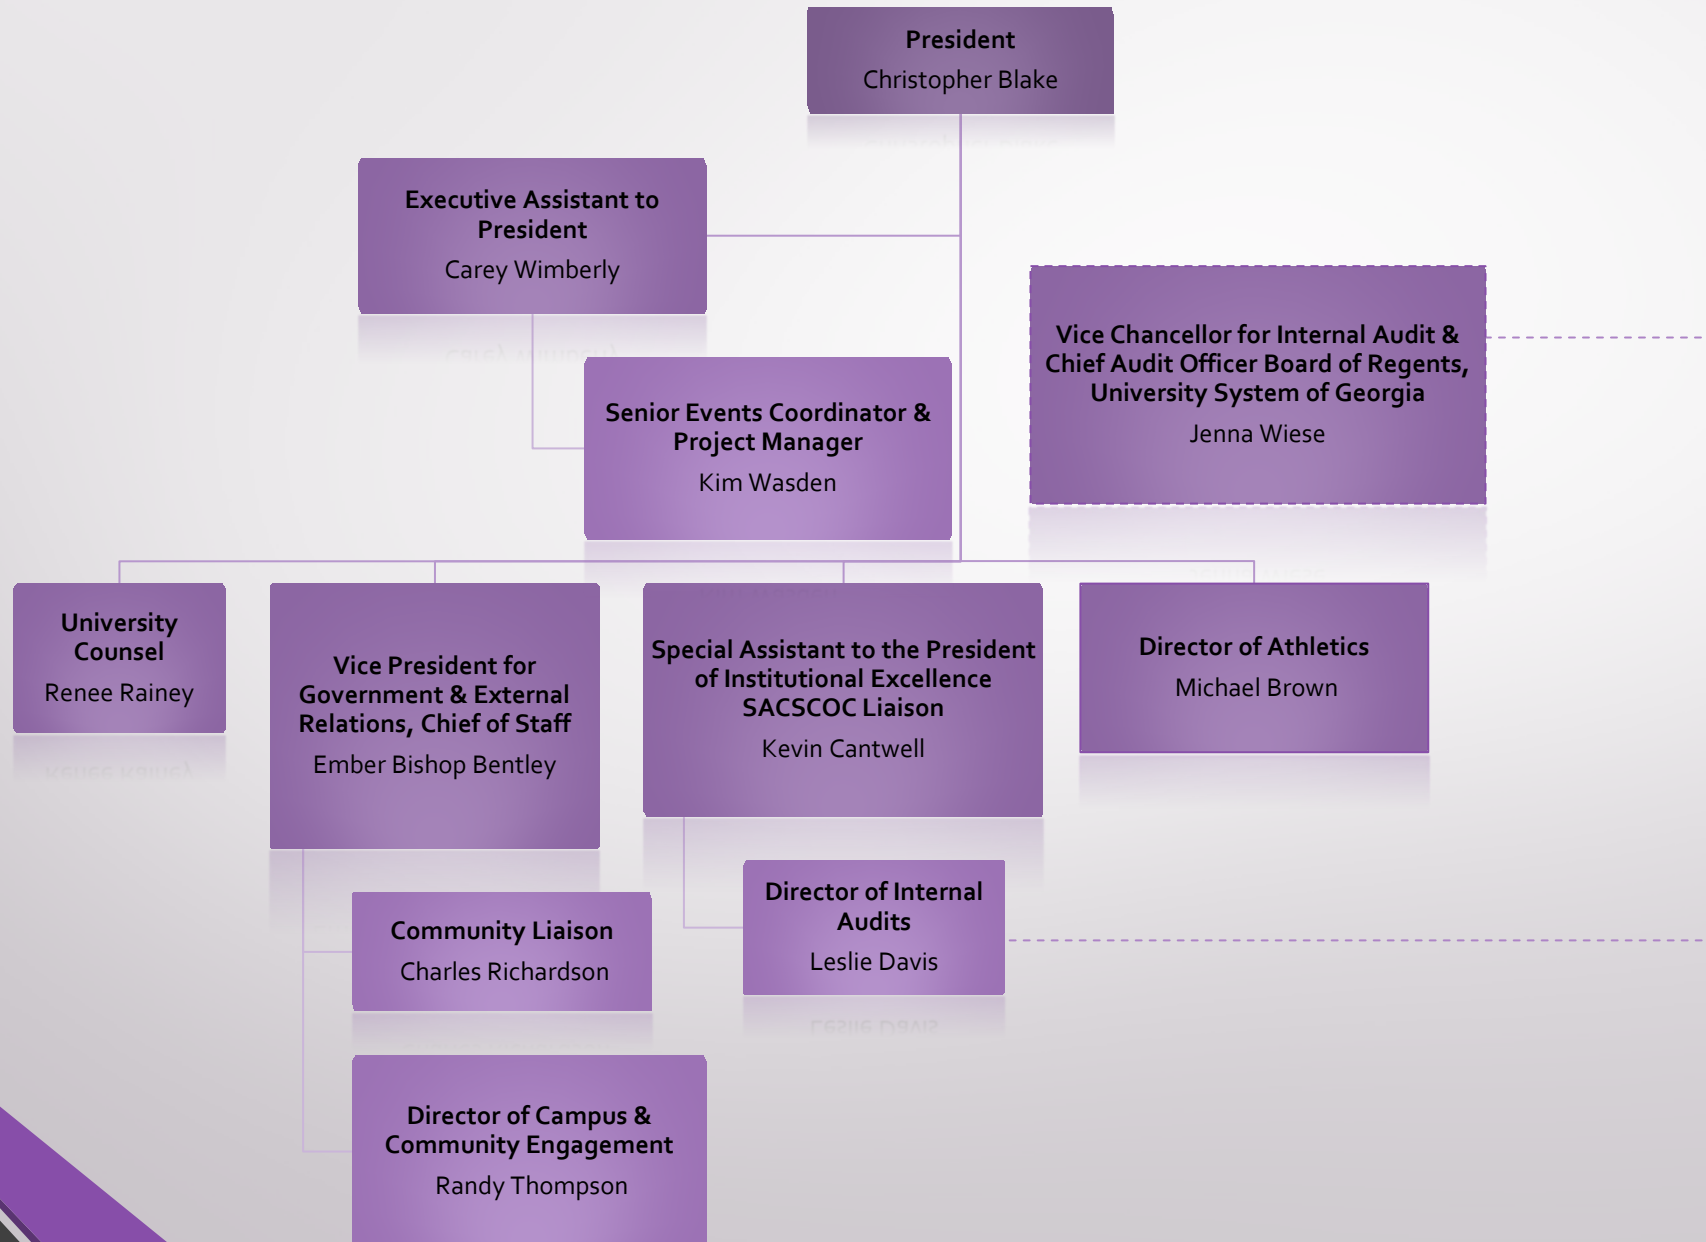 President
Christopher Blake
Executive Assistant to
President
Carey Wimberly
Senior Events Coordinator &
Project Manager
Kim Wasden
Vice Chancellor for Internal Audit &
Chief Audit Officer Board of Regents,
University System of Georgia
Jenna Wiese
University
Counsel
Renee Rainey
Vice President for
Government & External
Relations, Chief of Staff
Ember Bishop Bentley
Special Assistant to the President
of Institutional Excellence
SACSCOC Liaison
Kevin Cantwell
Director of Athletics
Michael Brown
Community Liaison
Charles Richardson
Director of Internal
Audits
Leslie Davis
Director of Campus &
Community Engagement
Randy Thompson